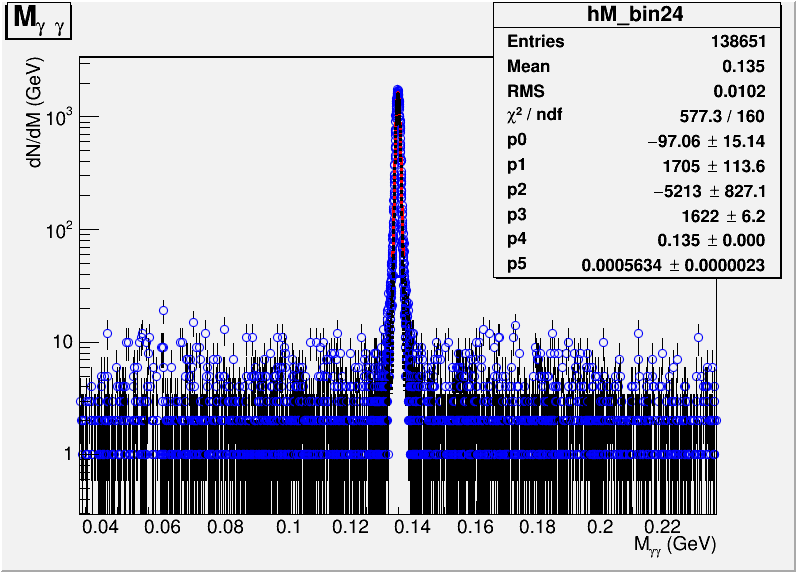 M_γ γ
hM_bin24
Entries 138651
Mean 0.135
RMS 0.0102
χ² / ndf 577.3 / 160
p0 −97.06 ± 15.14
p1 1705 ± 113.6
p2 −5213 ± 827.1
p3 1622 ± 6.2
p4 0.135 ± 0.000
p5 0.0005634 ± 0.0000023
dN/dM (GeV)
10³
10²
10
1
0.04 0.06 0.08 0.1 0.12 0.14 0.16 0.18 0.2 0.22
M_γγ (GeV)